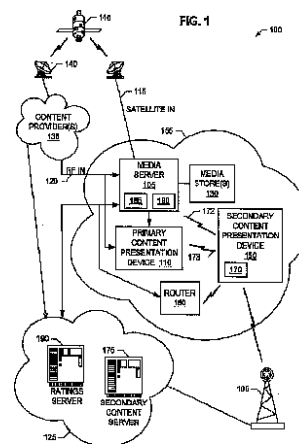 FIG. 1
100
145
140
115
SATELLITE IN
CONTENT
PROVIDER(S)
135
RF IN
120
155
MEDIA
SERVER
105
MEDIA
STORE(S)
130
165
180
172
SECONDARY
CONTENT
PRESENTATION
DEVICE
150
170
PRIMARY
CONTENT
PRESENTATION
DEVICE 110
173
ROUTER
160
190
RATINGS
SERVER
175
SECONDARY
CONTENT SERVER
125